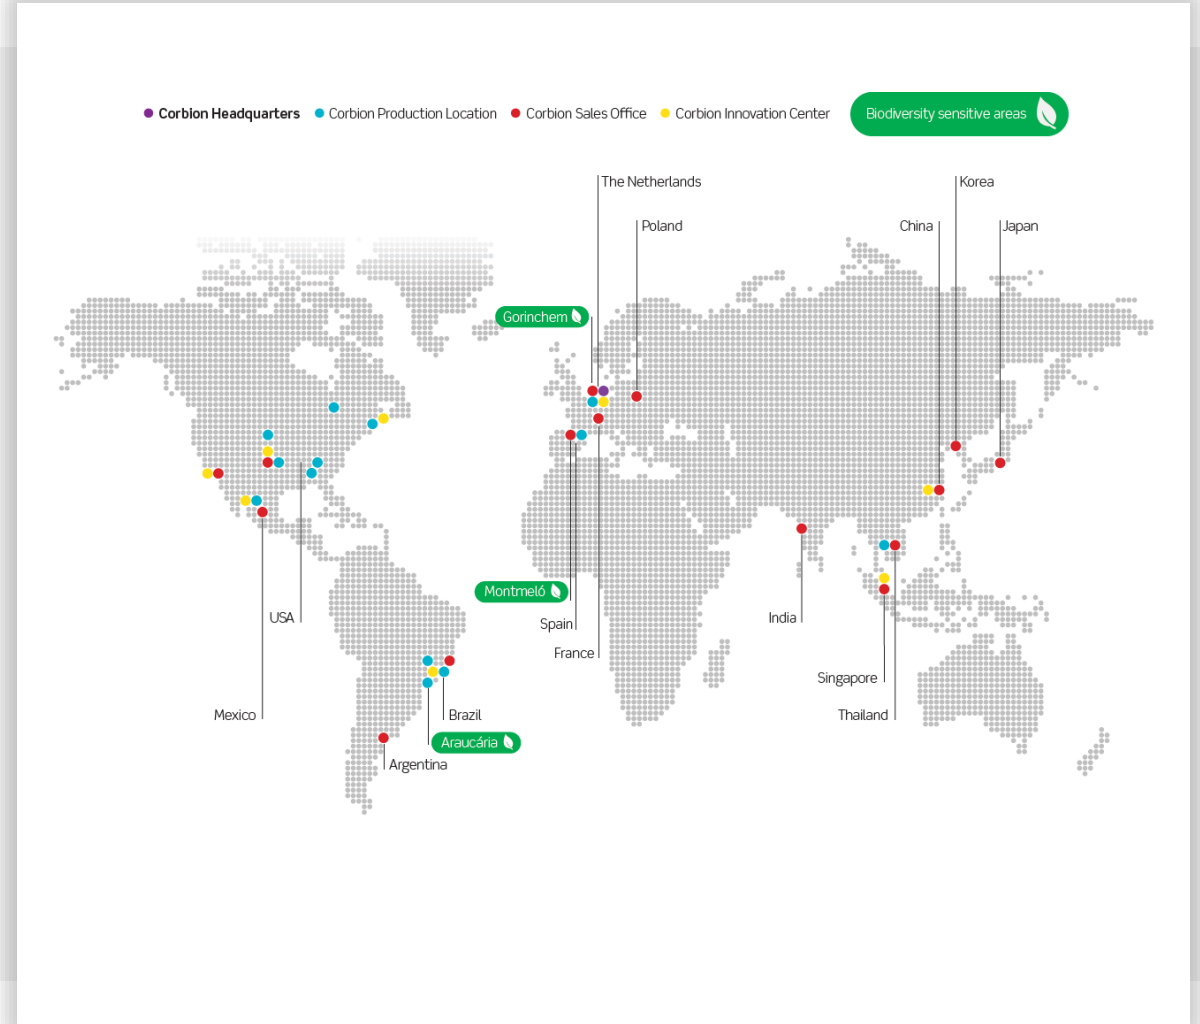 Corbion Headquarters
Corbion Production Location
Corbion Sales Office
Corbion Innovation Center
Biodiversity sensitive areas
The Netherlands
Korea
Poland
China
Japan
Gorinchem
Montmeló
USA
Spain
India
France
Singapore
Mexico
Brazil
Thailand
Araucária
Argentina